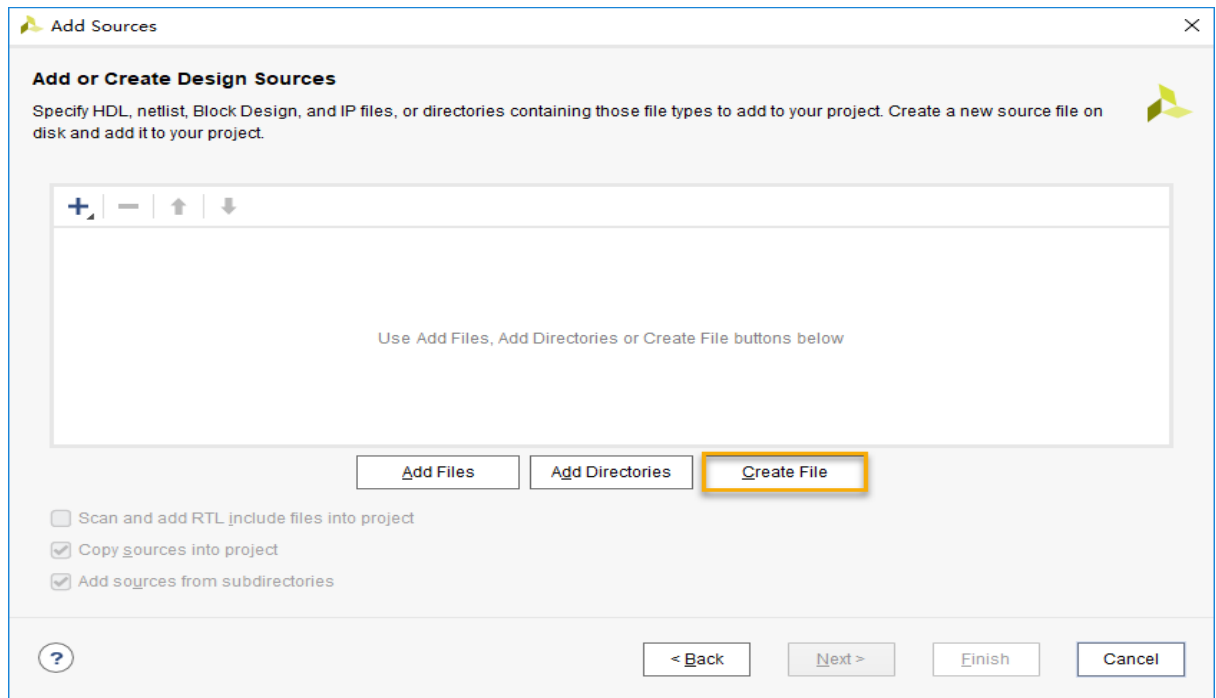 Add Sources
Add or Create Design Sources
Specify HDL, netlist, Block Design, and IP files, or directories containing those file types to add to your project. Create a new source file on
disk and add it to your project.
Use Add Files, Add Directories or Create File buttons below
Add Files
Add Directories
Create File
Scan and add RTL include files into project
Copy sources into project
Add sources from subdirectories
?
< Back
Next >
Finish
Cancel